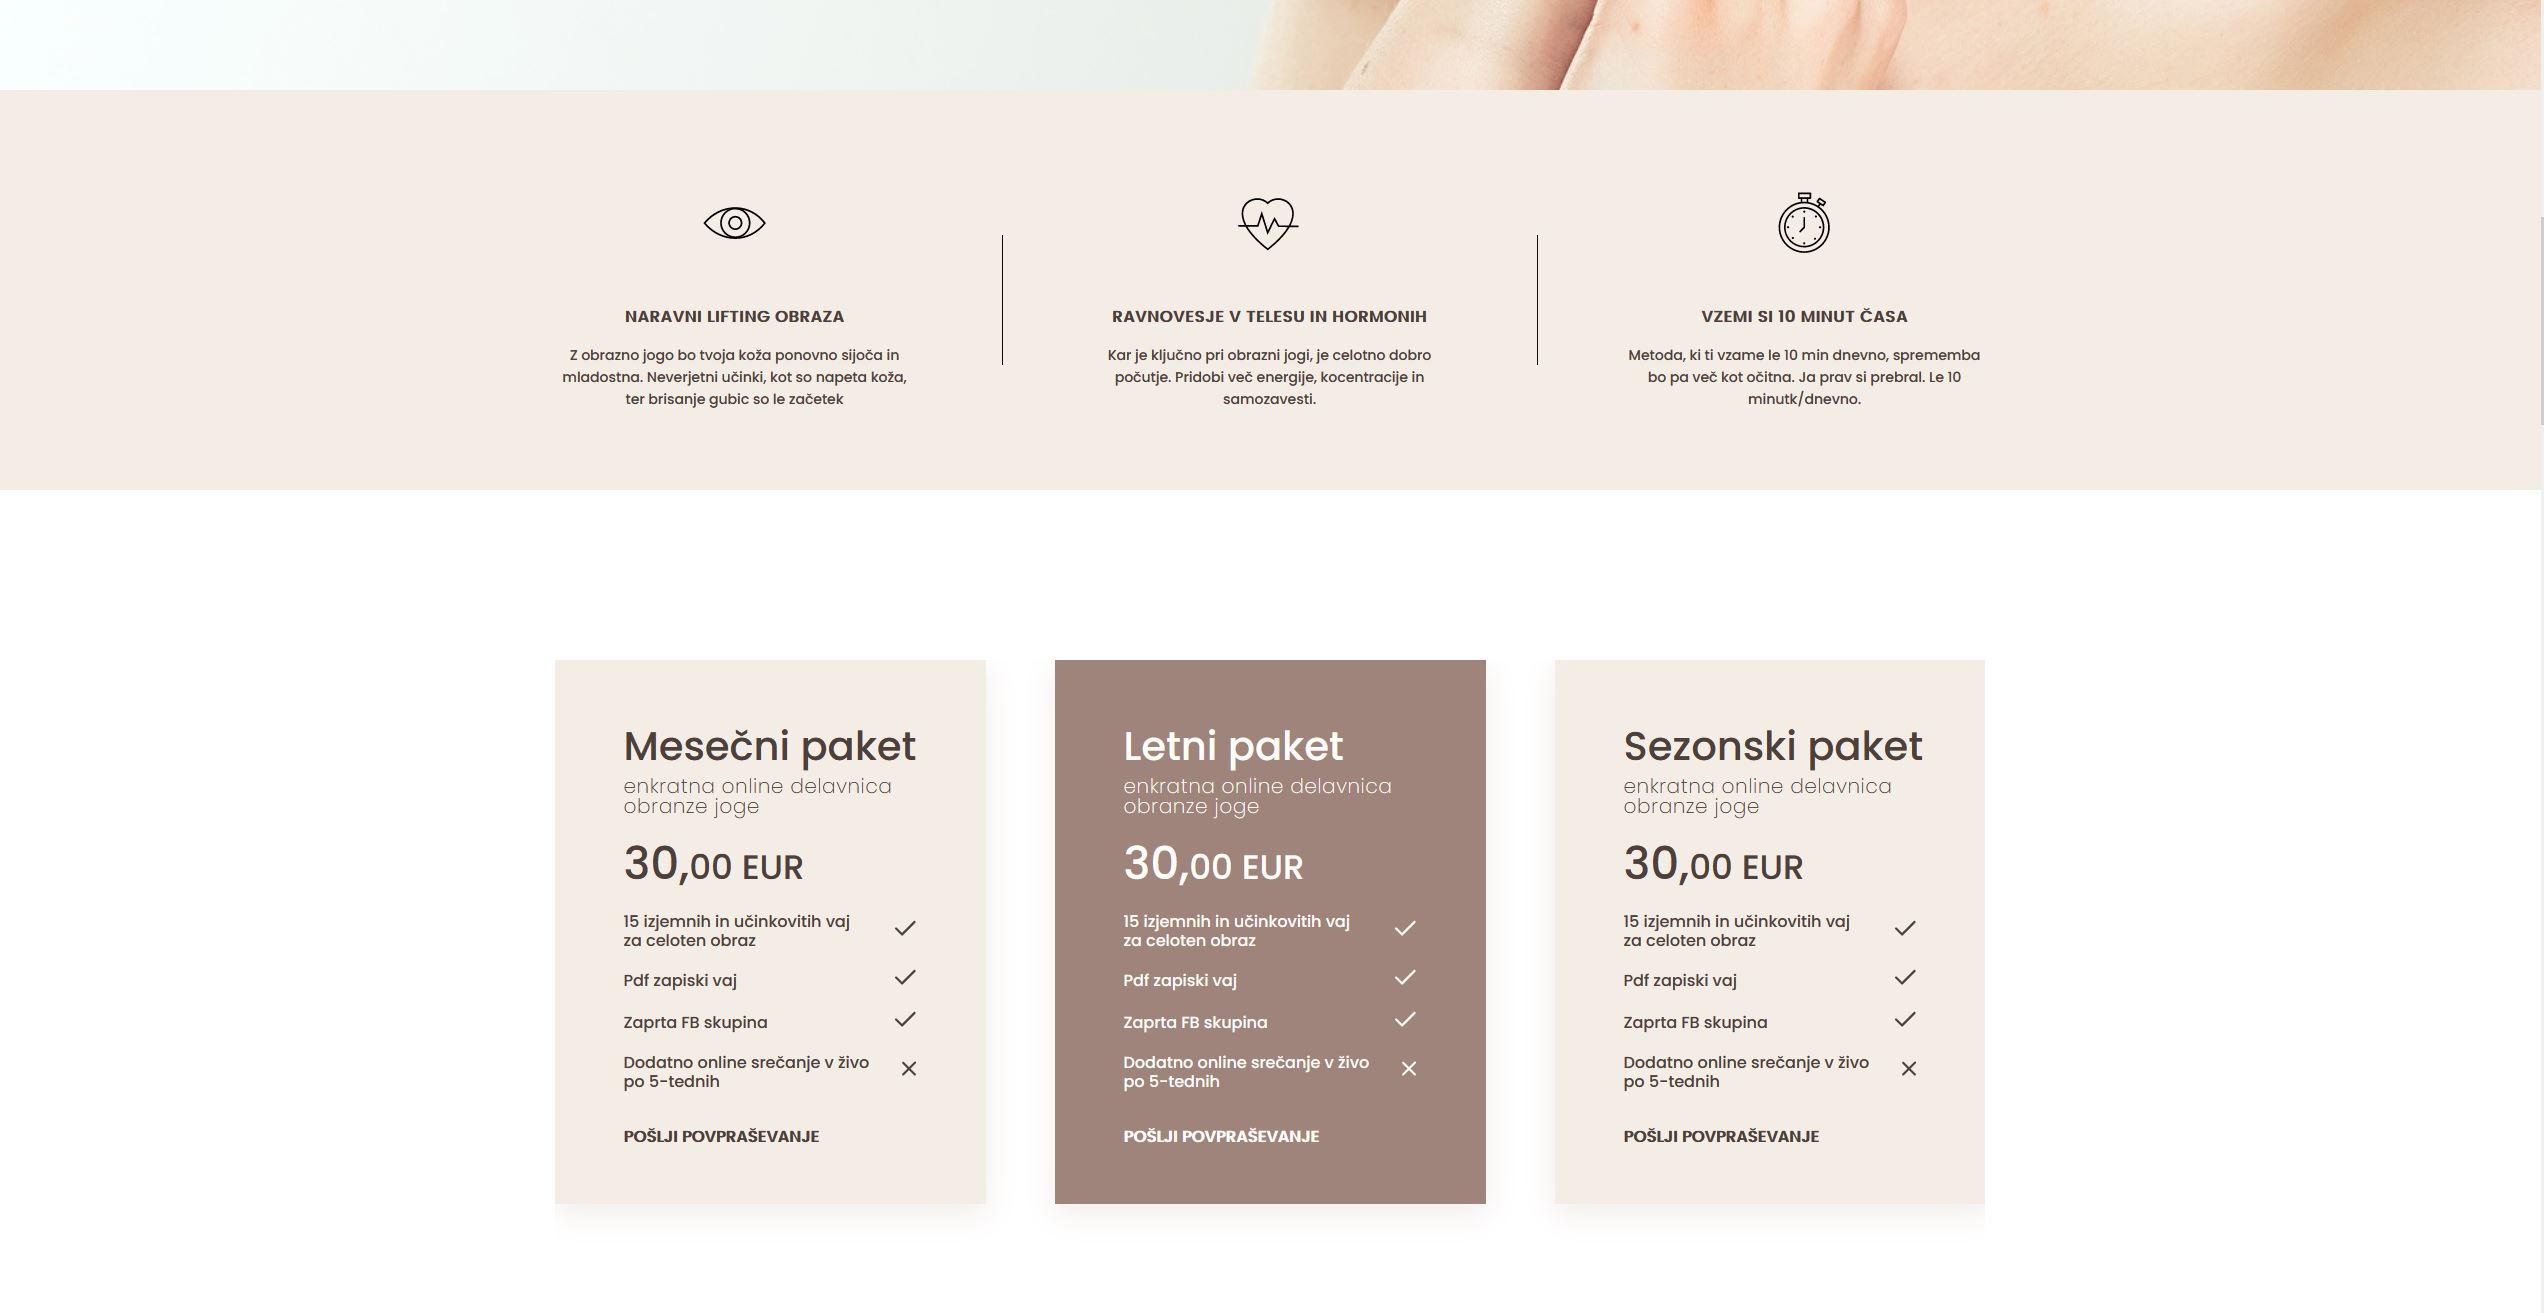 NARAVNI LIFTING OBRAZA
Z obrazno jogo bo tvoja koža ponovno sijoča in
mladostna. Neverjetni učinki, kot so napeta koža,
ter brisanje gubic so le začetek
RAVNOVESJE V TELESU IN HORMONIH
Kar je ključno pri obrazni jogi, je celotno dobro
počutje. Pridobi več energije, kocentracije in
samozavesti.
VZEMI SI 10 MINUT ČASA
Metoda, ki ti vzame le 10 min dnevno, sprememba
bo pa več kot očitna. Ja prav si prebral. Le 10
minutk/dnevno.
Mesečni paket
enkratna online delavnica
obranze joge
30,00 EUR
15 izjemnih in učinkovitih vaj
za celoten obraz
Pdf zapiski vaj
Zaprta FB skupina
Dodatno online srečanje v živo
po 5-tednih
POŠLJI POVPRAŠEVANJE
Letni paket
enkratna online delavnica
obranze joge
30,00 EUR
15 izjemnih in učinkovitih vaj
za celoten obraz
Pdf zapiski vaj
Zaprta FB skupina
Dodatno online srečanje v živo
po 5-tednih
POŠLJI POVPRAŠEVANJE
Sezonski paket
enkratna online delavnica
obranze joge
30,00 EUR
15 izjemnih in učinkovitih vaj
za celoten obraz
Pdf zapiski vaj
Zaprta FB skupina
Dodatno online srečanje v živo
po 5-tednih
POŠLJI POVPRAŠEVANJE